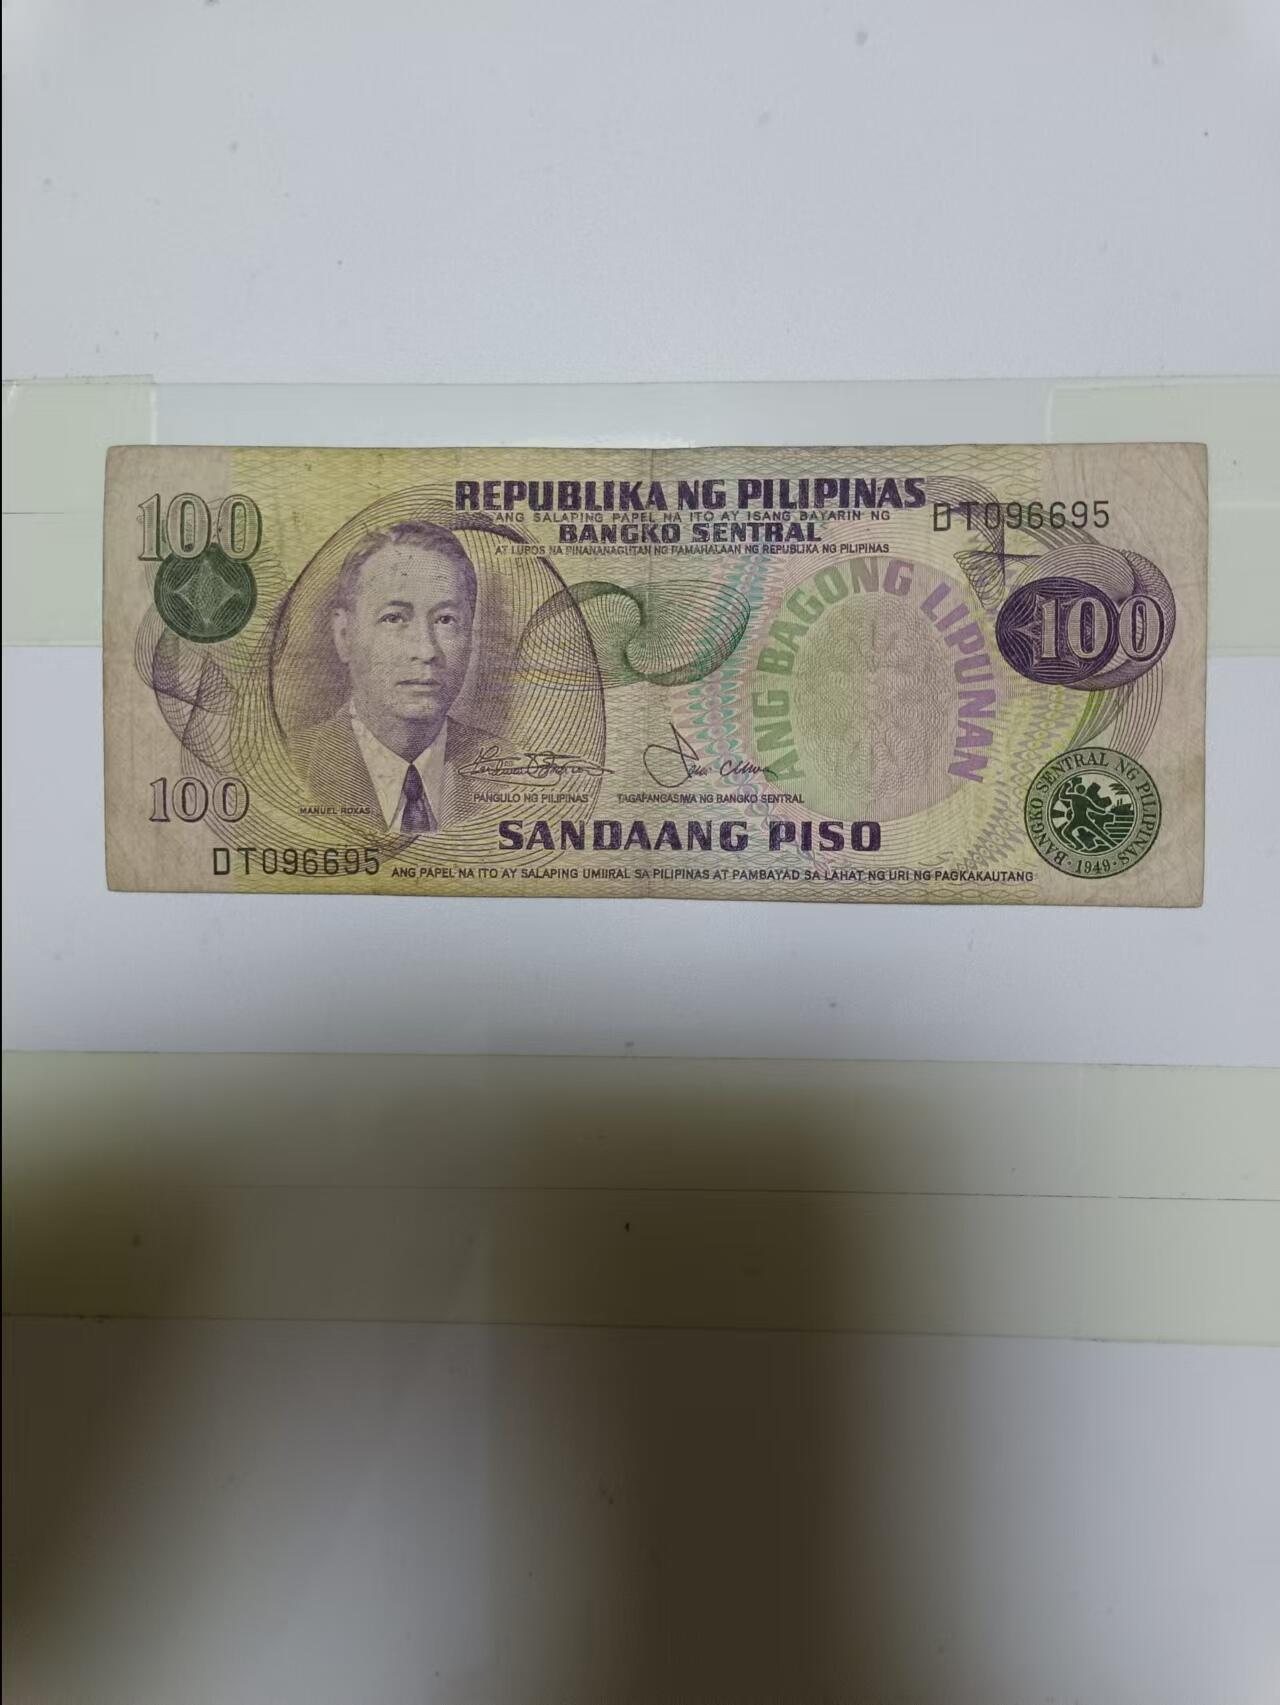 100
REPUBLIKA NG PILIPINAS
ANG SALAPING PAPEL NA ITO AY ISANG BAYARIN NG
DT096695
BANGKO SENTRAL
AT LUBOS NA PINANANAGUTAN NG PAMAHALAAN NG REPUBLIKA NG PILIPINAS
ANG BAGONG LIPUNAN
100
100
MANUEL ROXAS
PANGULO NG PILIPINAS
TAGAPANGASIWA NG BANGKO SENTRAL
SANDAANG PISO
BANGKO SENTRAL NG PILIPINAS
·1949·
DT096695
ANG PAPEL NA ITO AY SALAPING UMIIRAL SA PILIPINAS AT PAMBAYAD SA LAHAT NG URI NG PAGKAKAUTANG